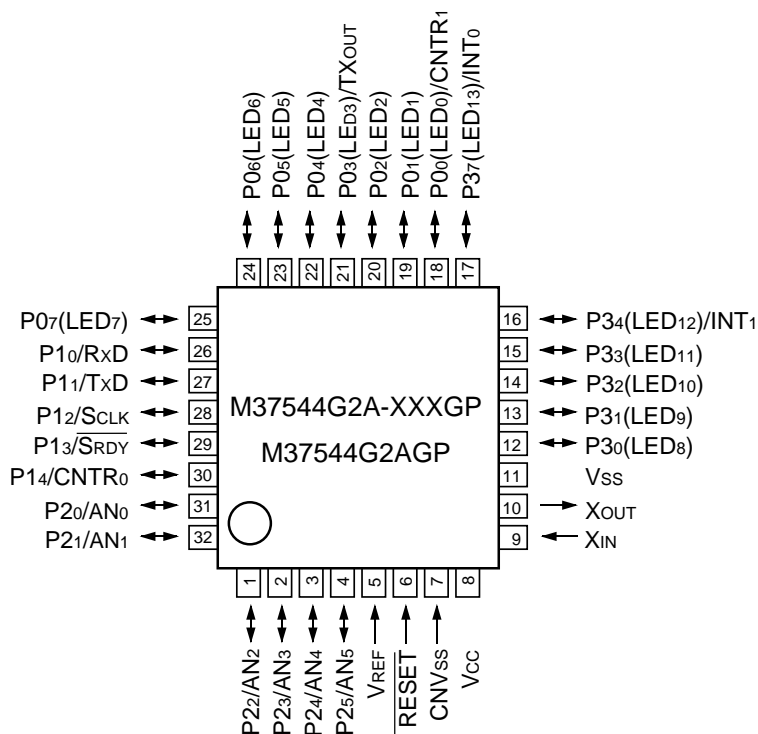 P06(LED6)
P05(LED5)
P04(LED4)
P03(LED3)/TXOUT
P02(LED2)
P01(LED1)
P00(LED0)/CNTR1
P37(LED13)/INT0
24
23
22
21
20
19
18
17
P07(LED7) 25
P10/RXD 26
P11/TXD 27
P12/SCLK 28
P13/SRDY 29
P14/CNTR0 30
P20/AN0 31
P21/AN1 32
M37544G2A-XXXGP
M37544G2AGP
16 P34(LED12)/INT1
15 P33(LED11)
14 P32(LED10)
13 P31(LED9)
12 P30(LED8)
11 VSS
10 XOUT
9 XIN
1
2
3
4
5
6
7
8
P22/AN2
P23/AN3
P24/AN4
P25/AN5
VREF
RESET
CNVSS
VCC